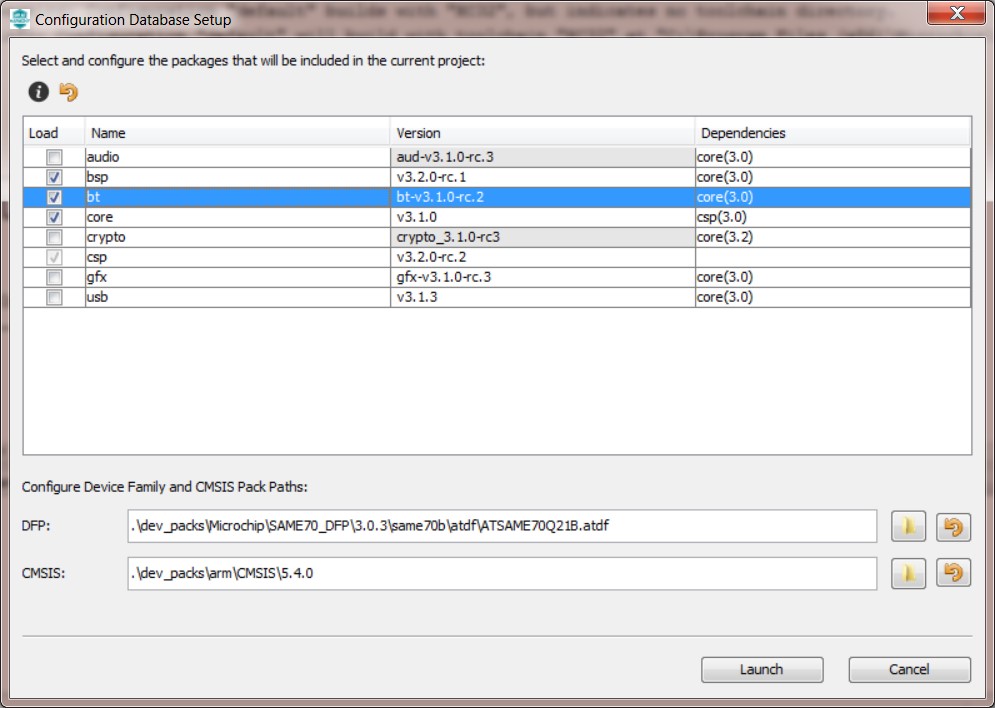 Configuration Database Setup
Select and configure the packages that will be included in the current project:
Load Name Version Dependencies
audio aud-v3.1.0-rc.3 core(3.0)
bsp v3.2.0-rc.1 core(3.0)
bt bt-v3.1.0-rc.2 core(3.0)
core v3.1.0 csp(3.0)
crypto crypto_3.1.0-rc3 core(3.2)
csp v3.2.0-rc.2
gfx gfx-v3.1.0-rc.3 core(3.0)
usb v3.1.3 core(3.0)
Configure Device Family and CMSIS Pack Paths:
DFP: .\dev_packs\Microchip\SAME70_DFP\3.0.3\same70b\atdf\ATSAME70Q21B.atdf
CMSIS: .\dev_packs\arm\CMSIS\5.4.0
Launch Cancel